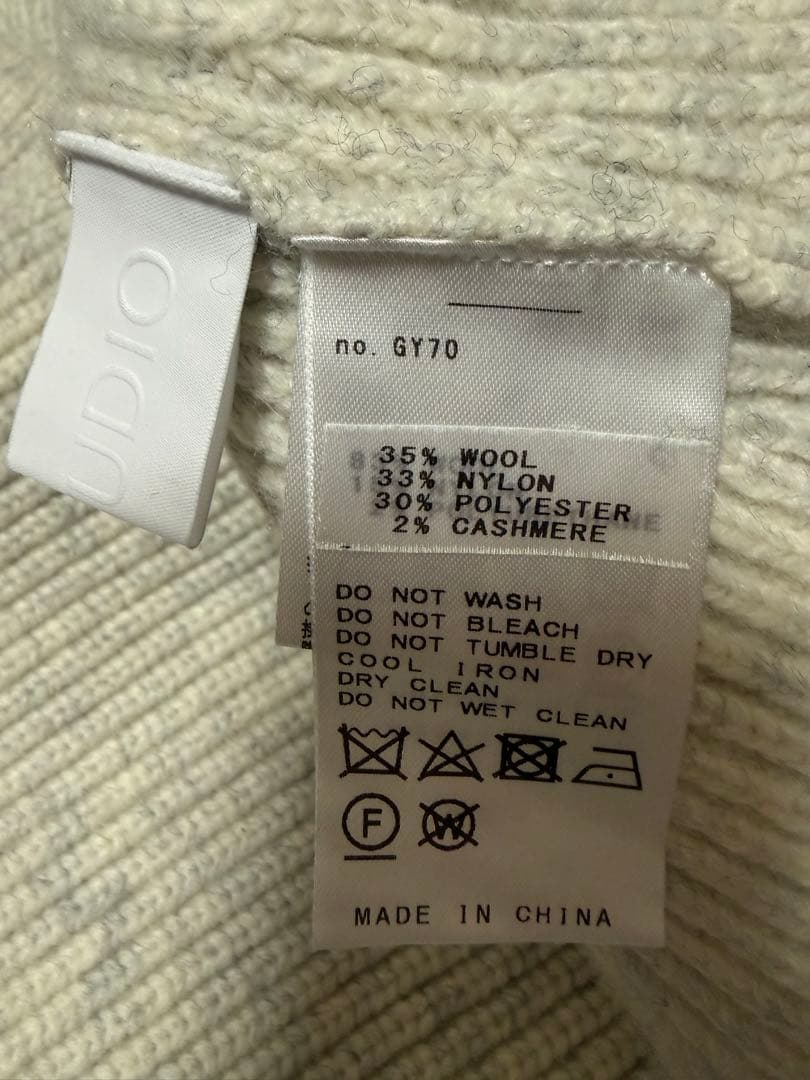 UDIO
no. GY70
35% WOOL
33% NYLON
30% POLYESTER
2% CASHMERE
DO NOT WASH
DO NOT BLEACH
DO NOT TUMBLE DRY
COOL IRON
DRY CLEAN
DO NOT WET CLEAN
F W
MADE IN CHINA